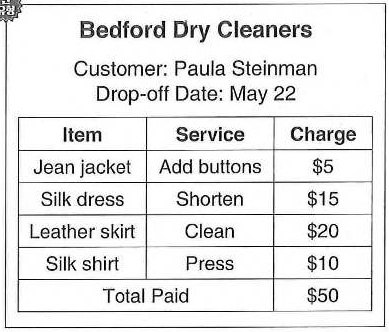 Bedford Dry Cleaners
Customer: Paula Steinman
Drop-off Date: May 22
Item Service Charge
Jean jacket Add buttons $5
Silk dress Shorten $15
Leather skirt Clean $20
Silk shirt Press $10
Total Paid $50